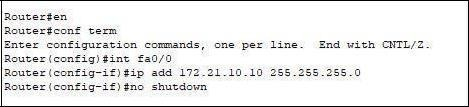 Router#en
Router#conf term
Enter configuration commands, one per line.  End with CNTL/Z.
Router(config)#int fa0/0
Router(config-if)#ip add 172.21.10.10 255.255.255.0
Router(config-if)#no shutdown